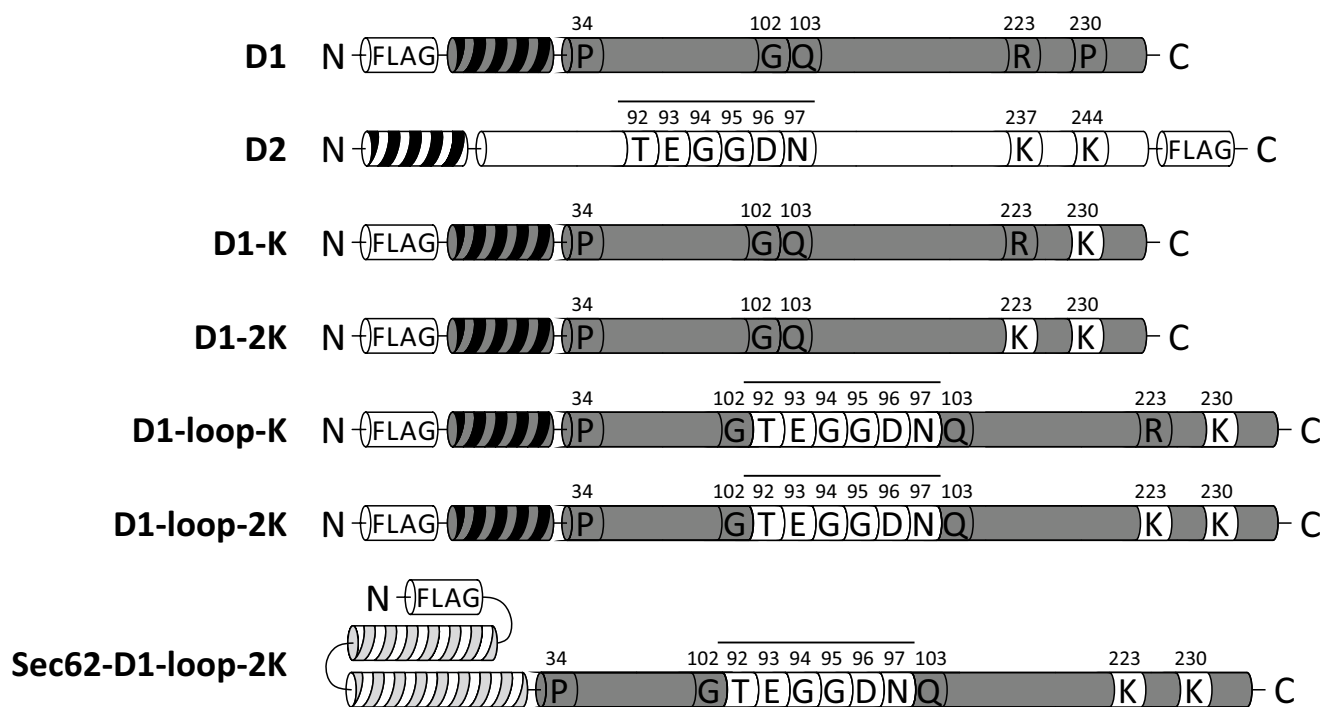 34 102 103 223 230
D1 N FLAG P G Q R P C
92 93 94 95 96 97 237 244
D2 N T E G G D N K K FLAG C
34 102 103 223 230
D1-K N FLAG P G Q R K C
34 102 103 223 230
D1-2K N FLAG P G Q K K C
34 102 92 93 94 95 96 97 103 223 230
D1-loop-K N FLAG P G T E G G D N Q R K C
34 102 92 93 94 95 96 97 103 223 230
D1-loop-2K N FLAG P G T E G G D N Q K K C
N FLAG
34 102 92 93 94 95 96 97 103 223 230
Sec62-D1-loop-2K P G T E G G D N Q K K C